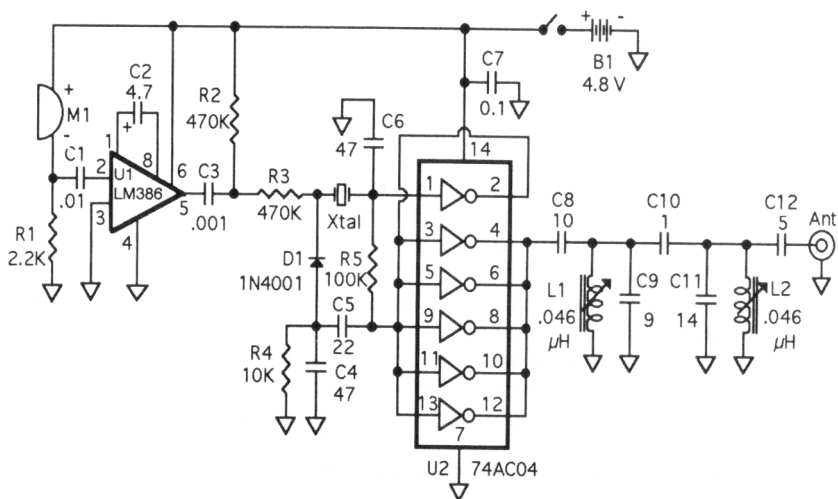 + -
B1
4.8 V
C7
0.1
C2
4.7
+
M1
-
+
R2
470K
C6
47
14
C1
.01
1
2
3
4
5
6
8
U1
LM386
C3
.001
R3
470K
Xtal
R1
2.2K
D1
1N4001
R5
100K
C5
22
R4
10K
C4
47
1 2
3 4
5 6
9 8
11 10
13 12
7
U2 74AC04
C8
10
C10
1
C12
5
Ant
L1
.046
µH
C9
9
C11
14
L2
.046
µH